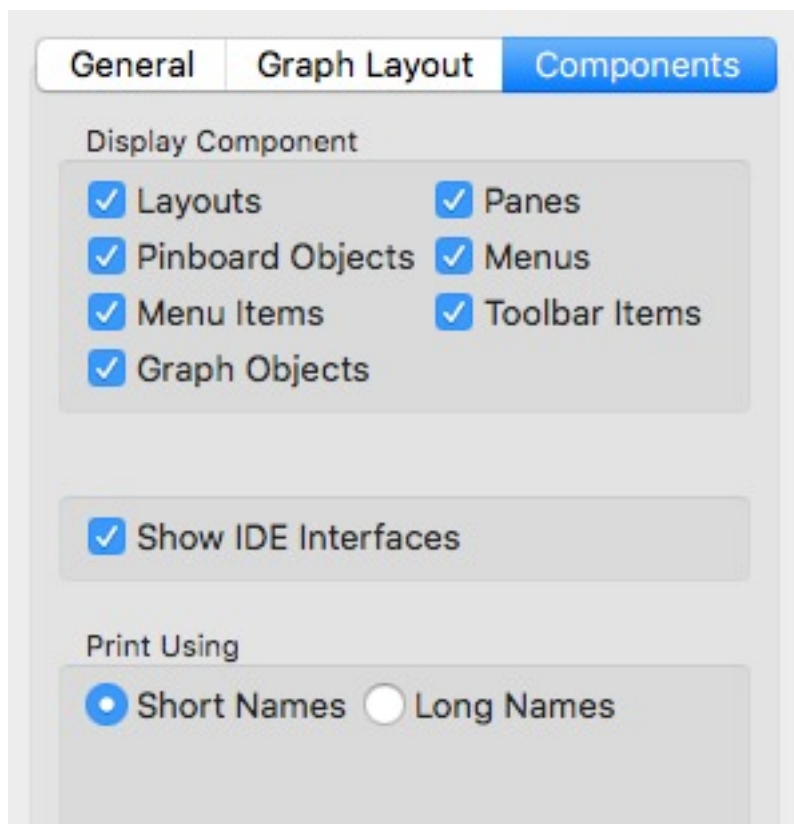 General Graph Layout Components
Display Component
Layouts Panes
Pinboard Objects Menus
Menu Items Toolbar Items
Graph Objects
Show IDE Interfaces
Print Using
Short Names Long Names